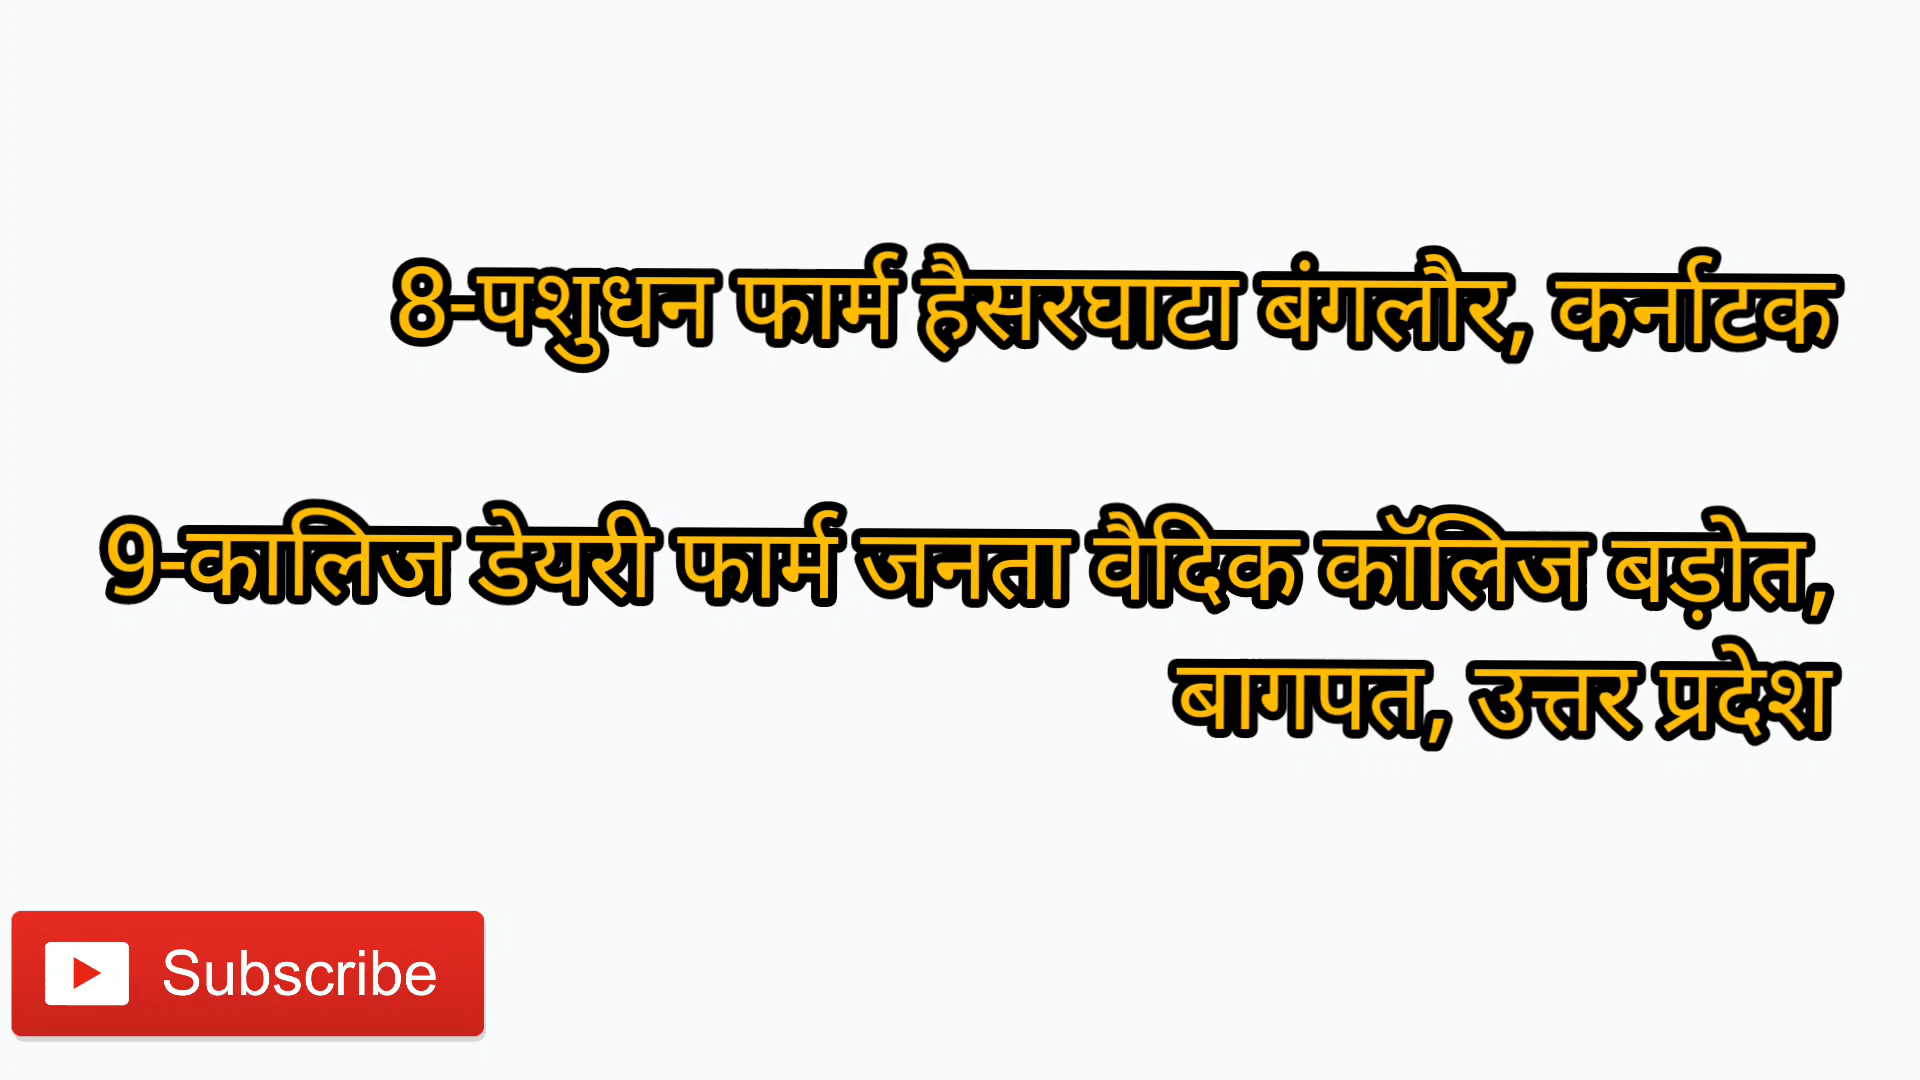 8-पशुधन फार्म हैसरघाटा बंगलौर, कर्नाटक
9-कालिज डेयरी फार्म जनता वैदिक कॉलिज बड़ोत,
बागपत, उत्तर प्रदेश
Subscribe